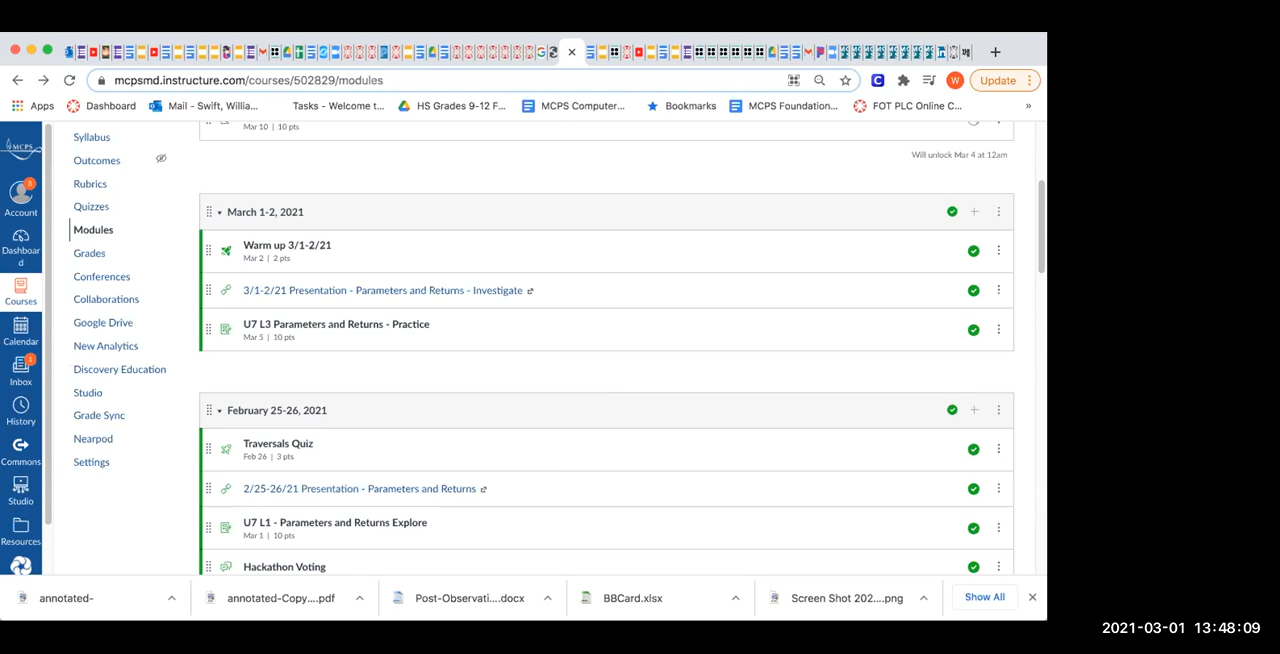 mcpsmd.instructure.com/courses/502829/modules
W
Update
Apps
Dashboard
Mail - Swift, Willia...
Tasks - Welcome t...
HS Grades 9-12 F...
MCPS Computer...
Bookmarks
MCPS Foundation...
FOT PLC Online C...
»
MCPS
3
Account
Dashboar
d
Courses
Calendar
1
Inbox
History
Commons
Studio
Resources
Syllabus
Outcomes
Rubrics
Quizzes
Modules
Grades
Conferences
Collaborations
Google Drive
New Analytics
Discovery Education
Studio
Grade Sync
Nearpod
Settings
Mar 10 | 10 pts
Will unlock Mar 4 at 12am
March 1-2, 2021
Warm up 3/1-2/21
Mar 2 | 2 pts
3/1-2/21 Presentation - Parameters and Returns - Investigate
U7 L3 Parameters and Returns - Practice
Mar 5 | 10 pts
February 25-26, 2021
Traversals Quiz
Feb 26 | 3 pts
2/25-26/21 Presentation - Parameters and Returns
U7 L1 - Parameters and Returns Explore
Mar 1 | 10 pts
Hackathon Voting
annotated-
annotated-Copy....pdf
Post-Observati....docx
BBCard.xlsx
Screen Shot 202....png
Show All
2021-03-01 13:48:09